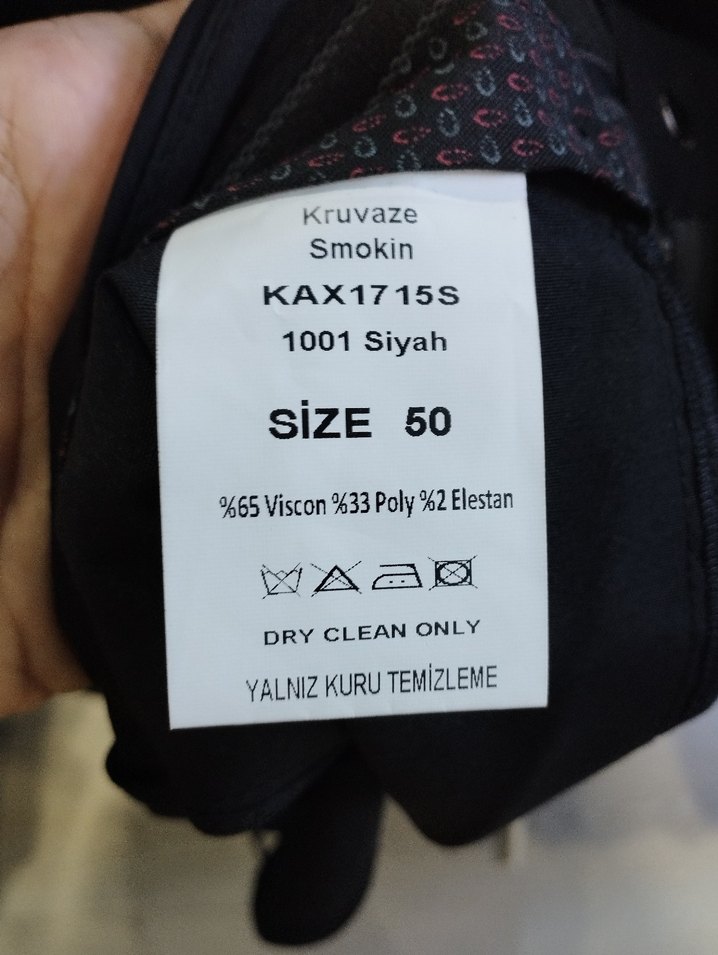 Kruvaze
Smokin
KAX1715S
1001 Siyah
SİZE 50
%65 Viscon %33 Poly %2 Elestan
DRY CLEAN ONLY
YALNIZ KURU TEMİZLEME